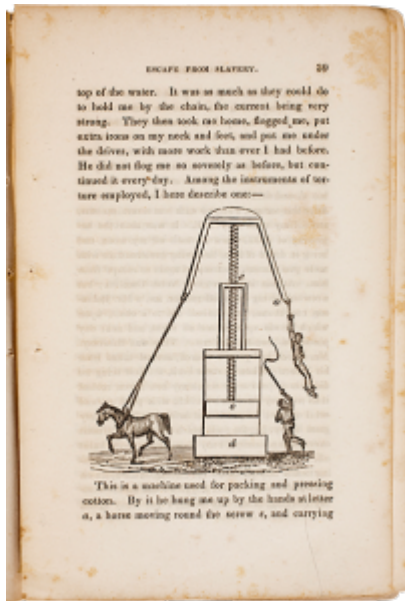 ESCAPE FROM SLAVERY. 59
top of the water. It was as much as they could do
to hold me by the chain, the current being very
strong. They then took me home, flogged me, put
extra irons on my neck and feet, and put me under
the driver, with more work than ever I had before.
He did not flog me so severely as before, but con-
tinued it every day. Among the instruments of tor-
ture employed, I here describe one:—
c
a
e
d
This is a machine used for packing and pressing
cotton. By it he hung me up by the hands at letter
a, a horse moving round the screw e, and carrying